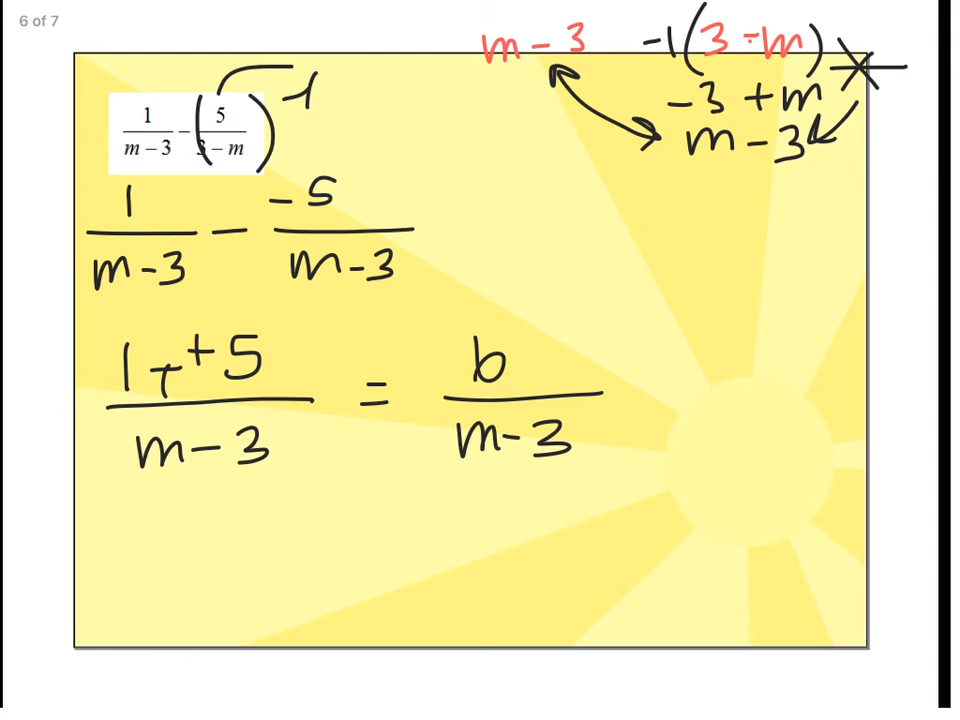 6 of 7
m - 3 -1(3 - m)
-3 + m
m - 3
1/(m - 3) - (5/(3 - m)) -1
1/(m - 3) - -5/(m - 3)
(1 + +5)/(m - 3) = 6/(m - 3)